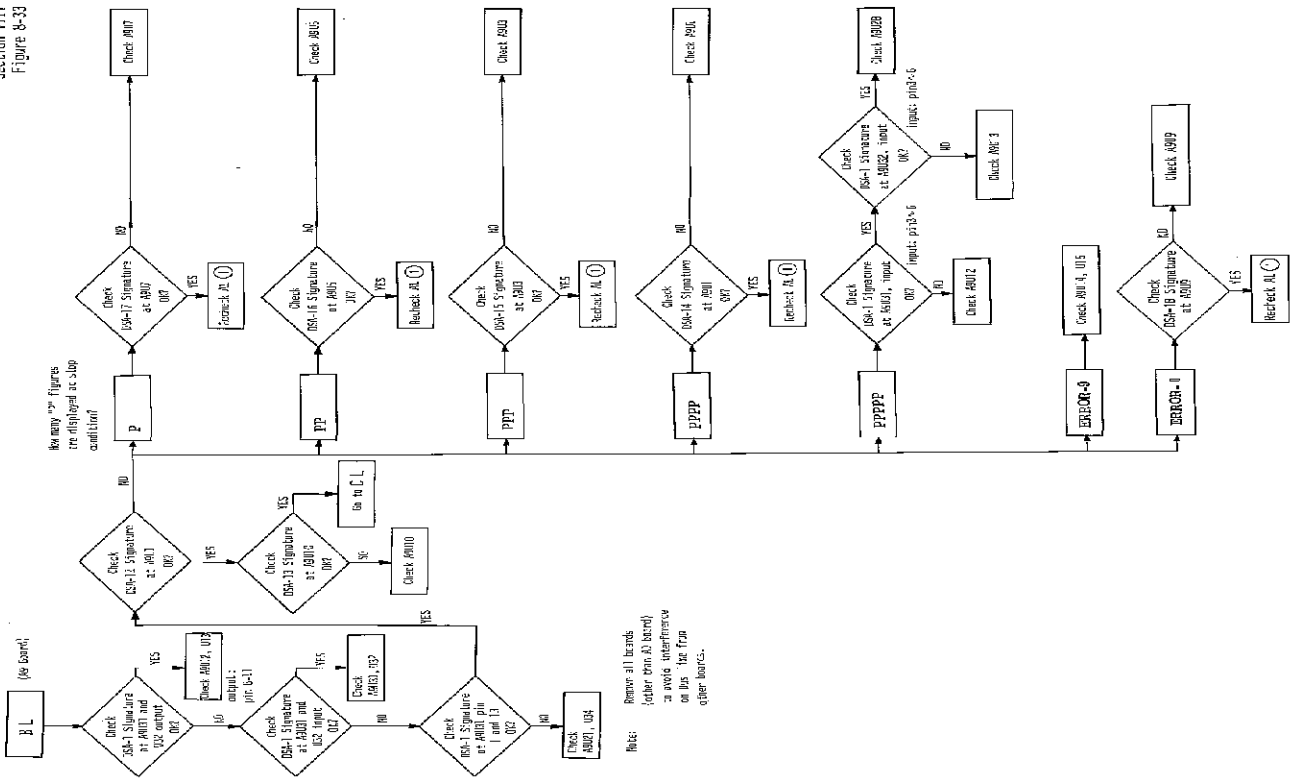 Figure 8-33
B L
(A9 board)
Check
DSA-1 Signature
at A9U31 and
U32 output
OK?
YES
Check A9U12, U13
output:
pin 6-11
NO
Check
DSA-1 Signature
at A9U31 and
U32 input
OK?
YES
Check
A9U31, U32
NO
Check
DSA-1 Signature
at A9U31 pin
1 and 13
OK?
YES
NO
Check
A9U21, U34
Note:
Remove all boards
(other than A9 board)
to avoid interference
on bus line from
other boards.
Check
DSA-12 Signature
at
OK?
NO
YES
Check
DSA-13 Signature
at A9U10
OK?
YES
Go to C L
NO
Check A9U10
How many "P" figures
are displayed at stop
condition?
P
Check
DSA-17 Signature
at A9U7
OK?
NO
Check A9U7
YES
Recheck AL ①
PP
Check
DSA-16 Signature
at A9U5
OK?
NO
Check A9U5
YES
Recheck AL ①
PPP
Check
DSA-15 Signature
at A9U3
OK?
NO
Check A9U3
YES
Recheck AL ①
PPPP
Check
DSA-14 Signature
at A9U1
OK?
NO
Check
YES
Recheck AL ①
PPPPP
Check
DSA-1 Signature
at A9U31, input
OK?
input: pin3~6
NO
Check A9U12
YES
Check
DSA-1 Signature
at A9U32, input
OK?
input: pin3~6
NO
Check A9U13
YES
Check A9U28
ERROR-9
Check A9U14, U15
ERROR-
Check
DSA-18 Signature
at A9U9
OK?
NO
Check A9U9
YES
Recheck AL ①